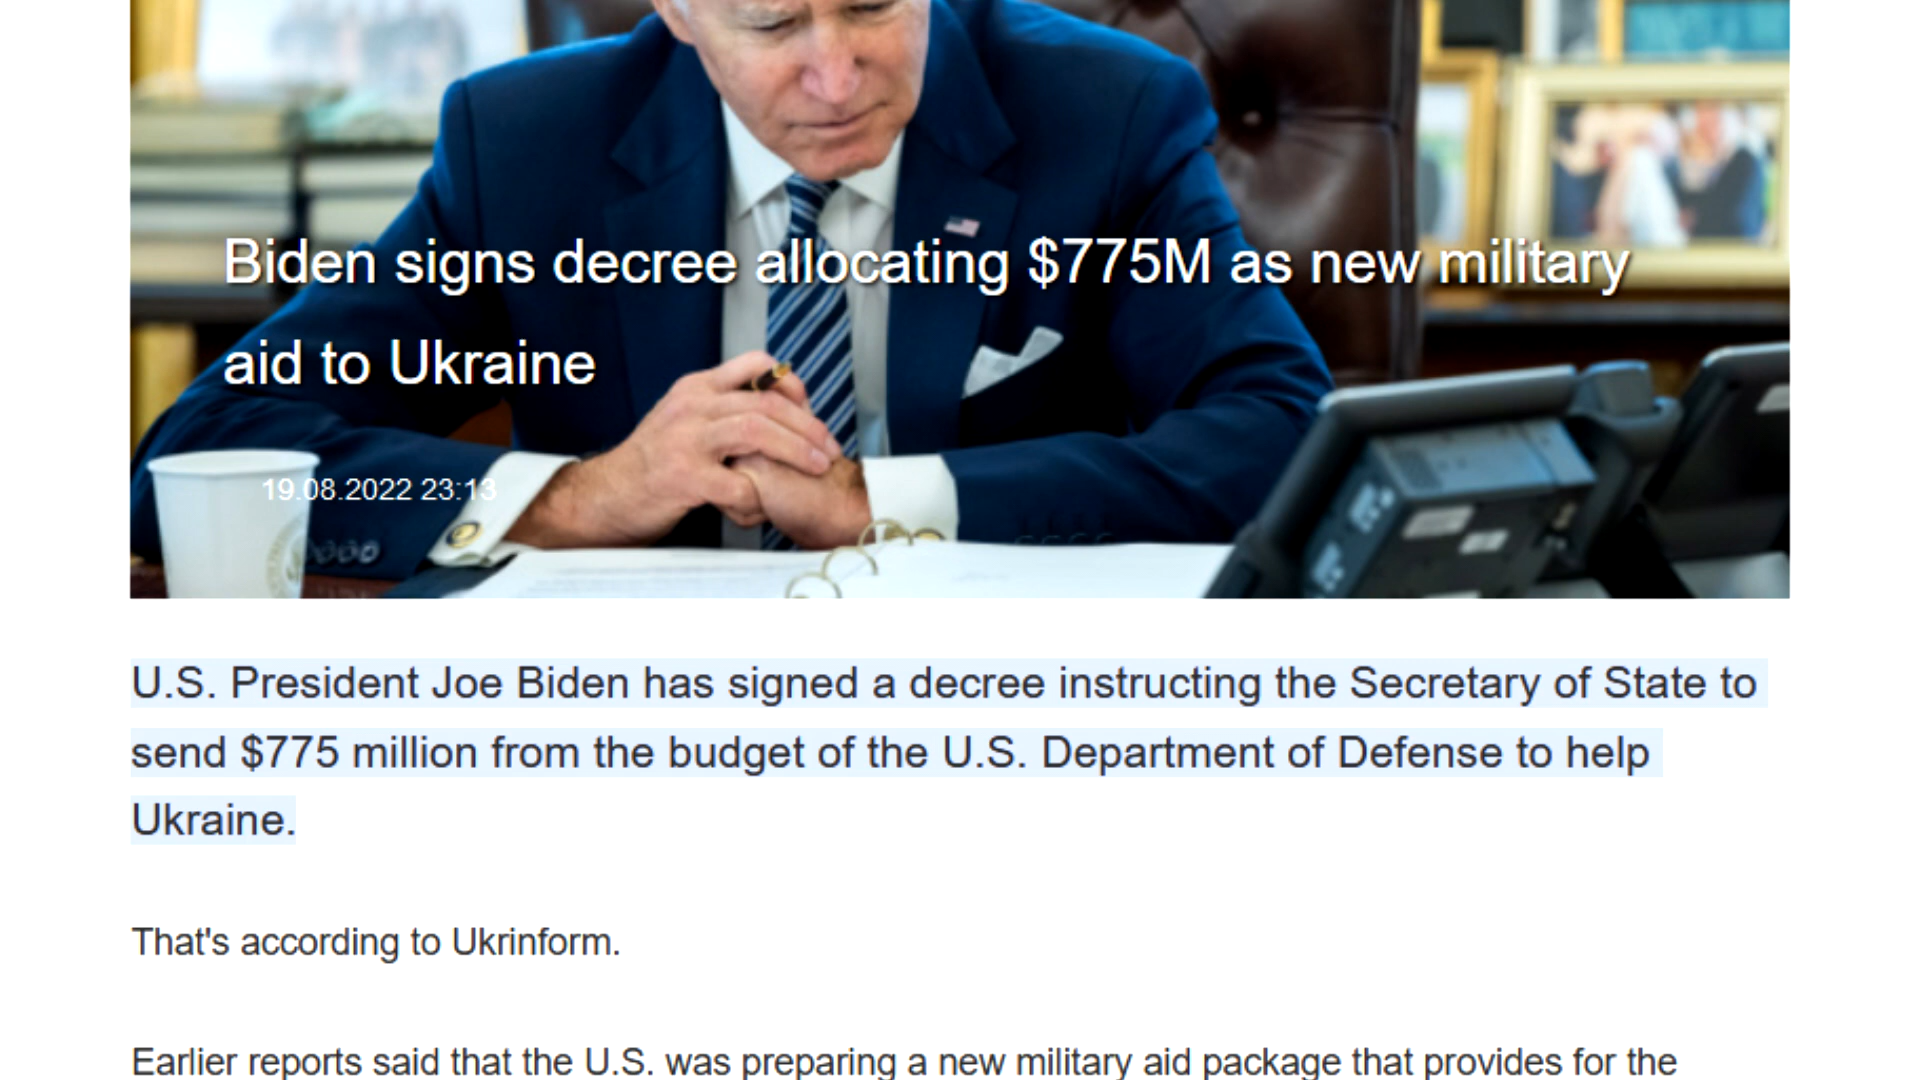 Biden signs decree allocating $775M as new military
aid to Ukraine
19.08.2022 23:13
U.S. President Joe Biden has signed a decree instructing the Secretary of State to
send $775 million from the budget of the U.S. Department of Defense to help
Ukraine.
That's according to Ukrinform.
Earlier reports said that the U.S. was preparing a new military aid package that provides for the